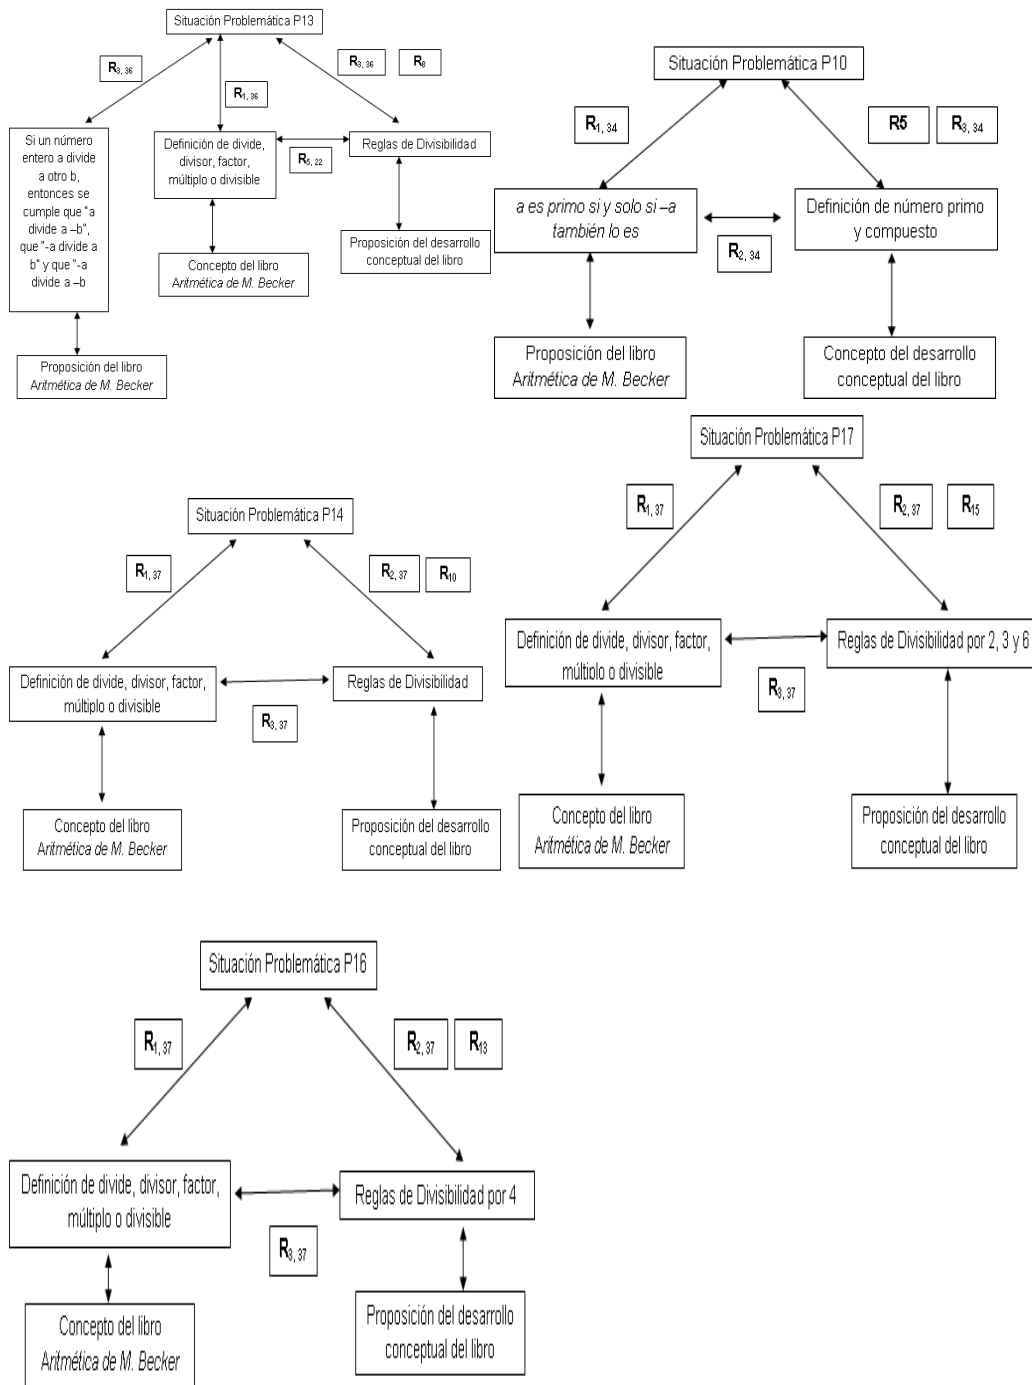 Situación Problemática P13
R3, 36
R3, 36
R8
R1, 36
Si un número
entero a divide
a otro b,
entonces se
cumple que "a
divide a –b",
que "-a divide a
b" y que "-a
divide a –b
Definición de divide,
divisor, factor,
múltiplo o divisible
R5, 22
Reglas de Divisibilidad
Concepto del libro
Aritmética de M. Becker
Proposición del desarrollo
conceptual del libro
Proposición del libro
Aritmética de M. Becker
Situación Problemática P10
R1, 34
R5
R3, 34
a es primo si y solo si –a
también lo es
R2, 34
Definición de número primo
y compuesto
Proposición del libro
Aritmética de M. Becker
Concepto del desarrollo
conceptual del libro
Situación Problemática P14
R1, 37
R2, 37
R10
Definición de divide, divisor, factor,
múltiplo o divisible
R3, 37
Reglas de Divisibilidad
Concepto del libro
Aritmética de M. Becker
Proposición del desarrollo
conceptual del libro
Situación Problemática P17
R1, 37
R2, 37
R15
Definición de divide, divisor, factor,
múltiplo o divisible
R3, 37
Reglas de Divisibilidad por 2, 3 y 6
Concepto del libro
Aritmética de M. Becker
Proposición del desarrollo
conceptual del libro
Situación Problemática P16
R1, 37
R2, 37
R13
Definición de divide, divisor, factor,
múltiplo o divisible
R3, 37
Reglas de Divisibilidad por 4
Concepto del libro
Aritmética de M. Becker
Proposición del desarrollo
conceptual del libro